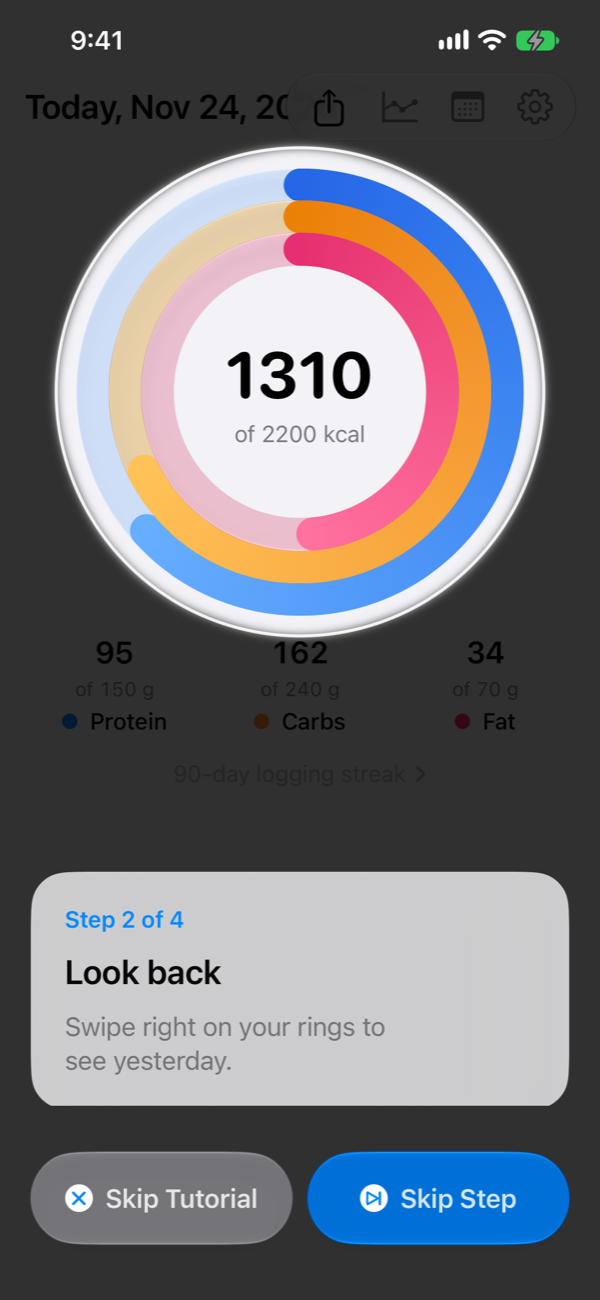 9:41
Today, Nov 24, 20
1310
of 2200 kcal
95
162
34
of 150 g
of 240 g
of 70 g
Protein
Carbs
Fat
90-day logging streak
Step 2 of 4
Look back
Swipe right on your rings to
see yesterday.
Skip Tutorial
Skip Step